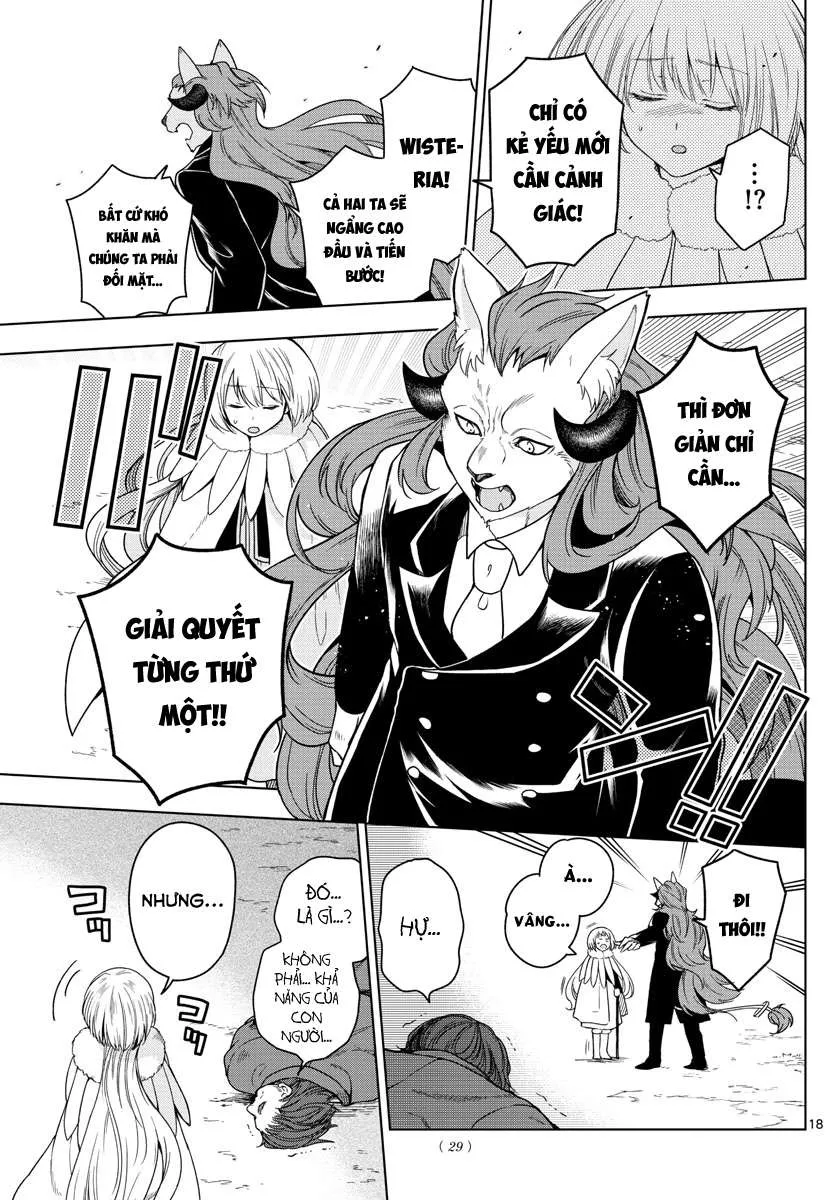 …!?
CHỈ CÓ
KẺ YẾU MỚI
CẦN CẢNH
GIÁC!
WISTE-
RIA!
CẢ HAI TA SẼ
NGẨNG CAO
ĐẦU VÀ TIẾN
BƯỚC!
BẤT CỨ KHÓ
KHĂN MÀ
CHÚNG TA PHẢI
ĐỐI MẶT...
THÌ ĐƠN
GIẢN CHỈ
CẦN...
GIẢI QUYẾT
TỪNG THỨ
MỘT!!
!!
ĐI
THÔI!!
À...
VÂNG...
HỰ...
ĐÓ...
LÀ GÌ...?
KHÔNG
PHẢI... KHẢ
NĂNG CỦA
CON
NGƯỜI...
NHƯNG...
コツ
コツ
18
( 29 )